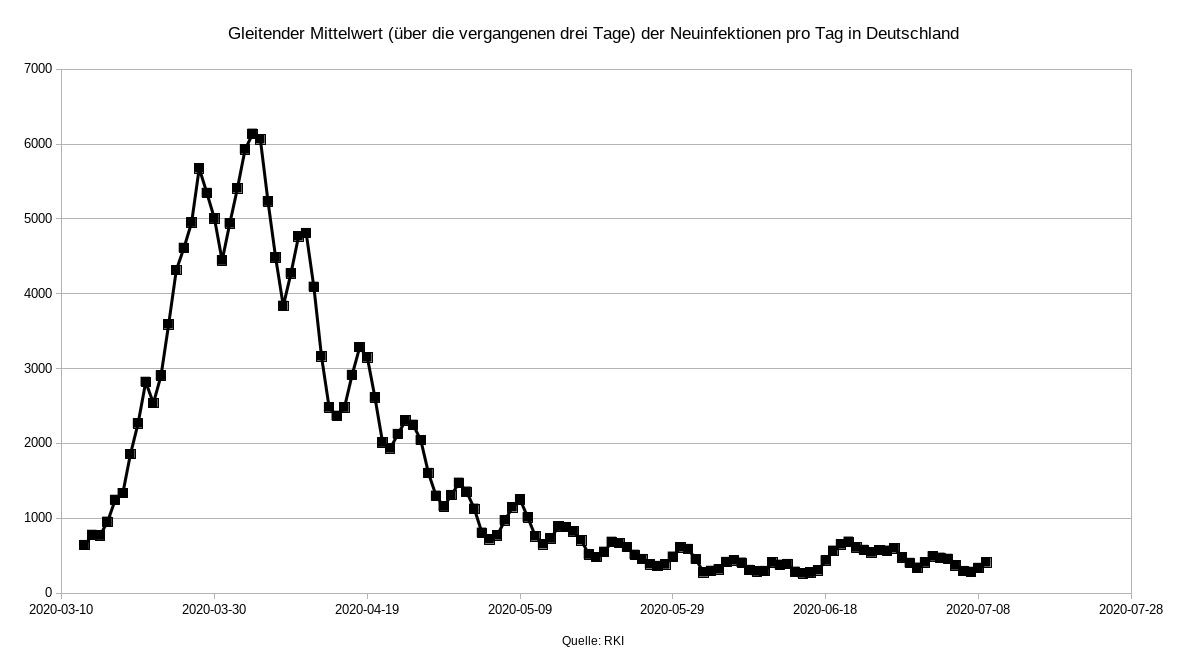 Gleitender Mittelwert (über die vergangenen drei Tage) der Neuinfektionen pro Tag in Deutschland
7000
6000
5000
4000
3000
2000
1000
0
2020-03-10 2020-03-30 2020-04-19 2020-05-09 2020-05-29 2020-06-18 2020-07-08 2020-07-28
Quelle: RKI